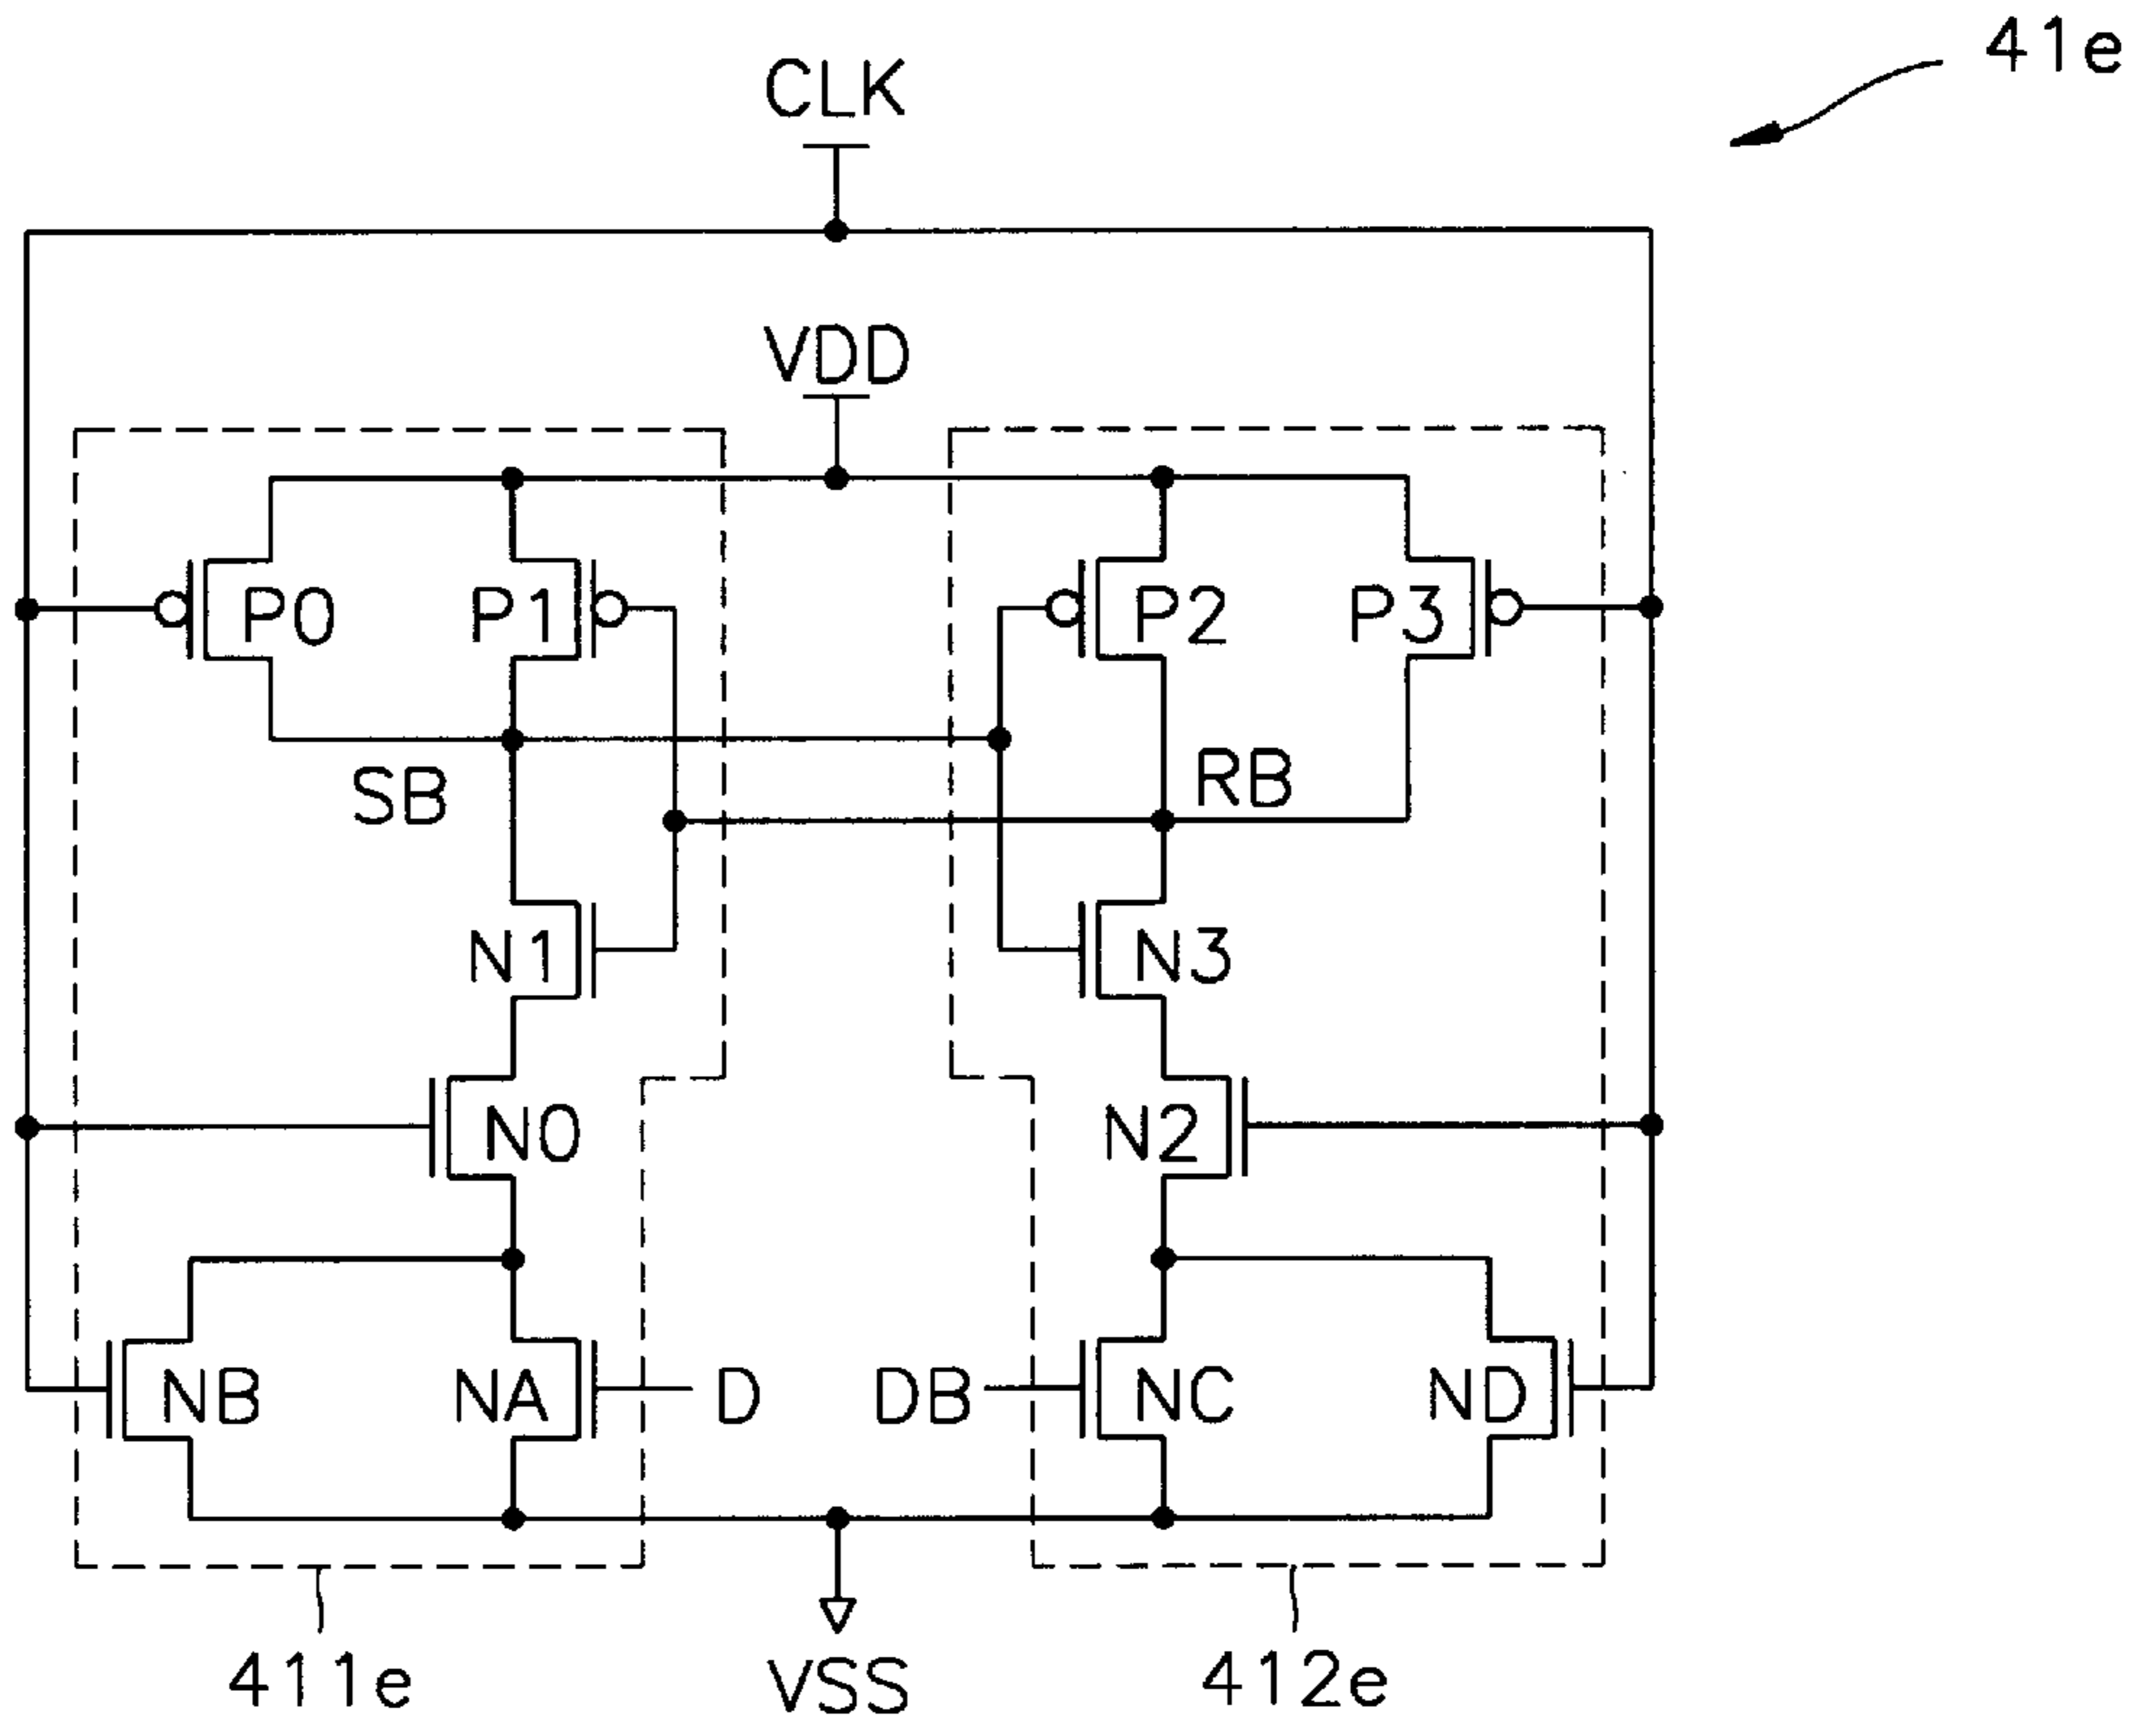 41e
CLK
VDD
P0 P1 P2 P3
SB RB
N1 N3
N0 N2
NB NA D DB NC ND
411e VSS 412e